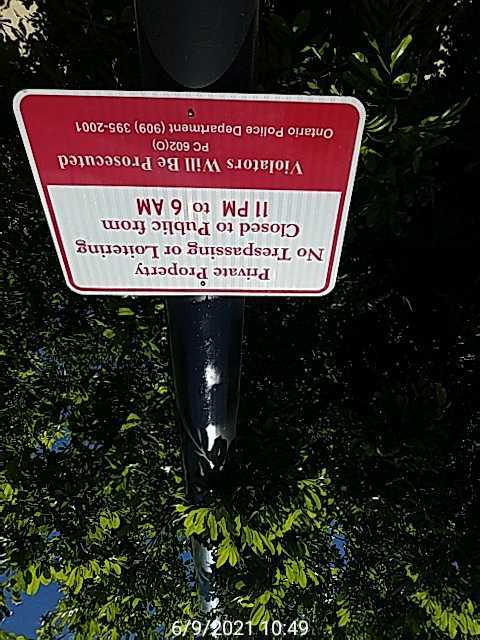 Private Property
No Trespassing or Loitering
Closed to Public from
11 PM to 6 AM
Violators Will Be Prosecuted
PC 602(O)
Ontario Police Department (909) 395-2001
6/9/2021 10:49